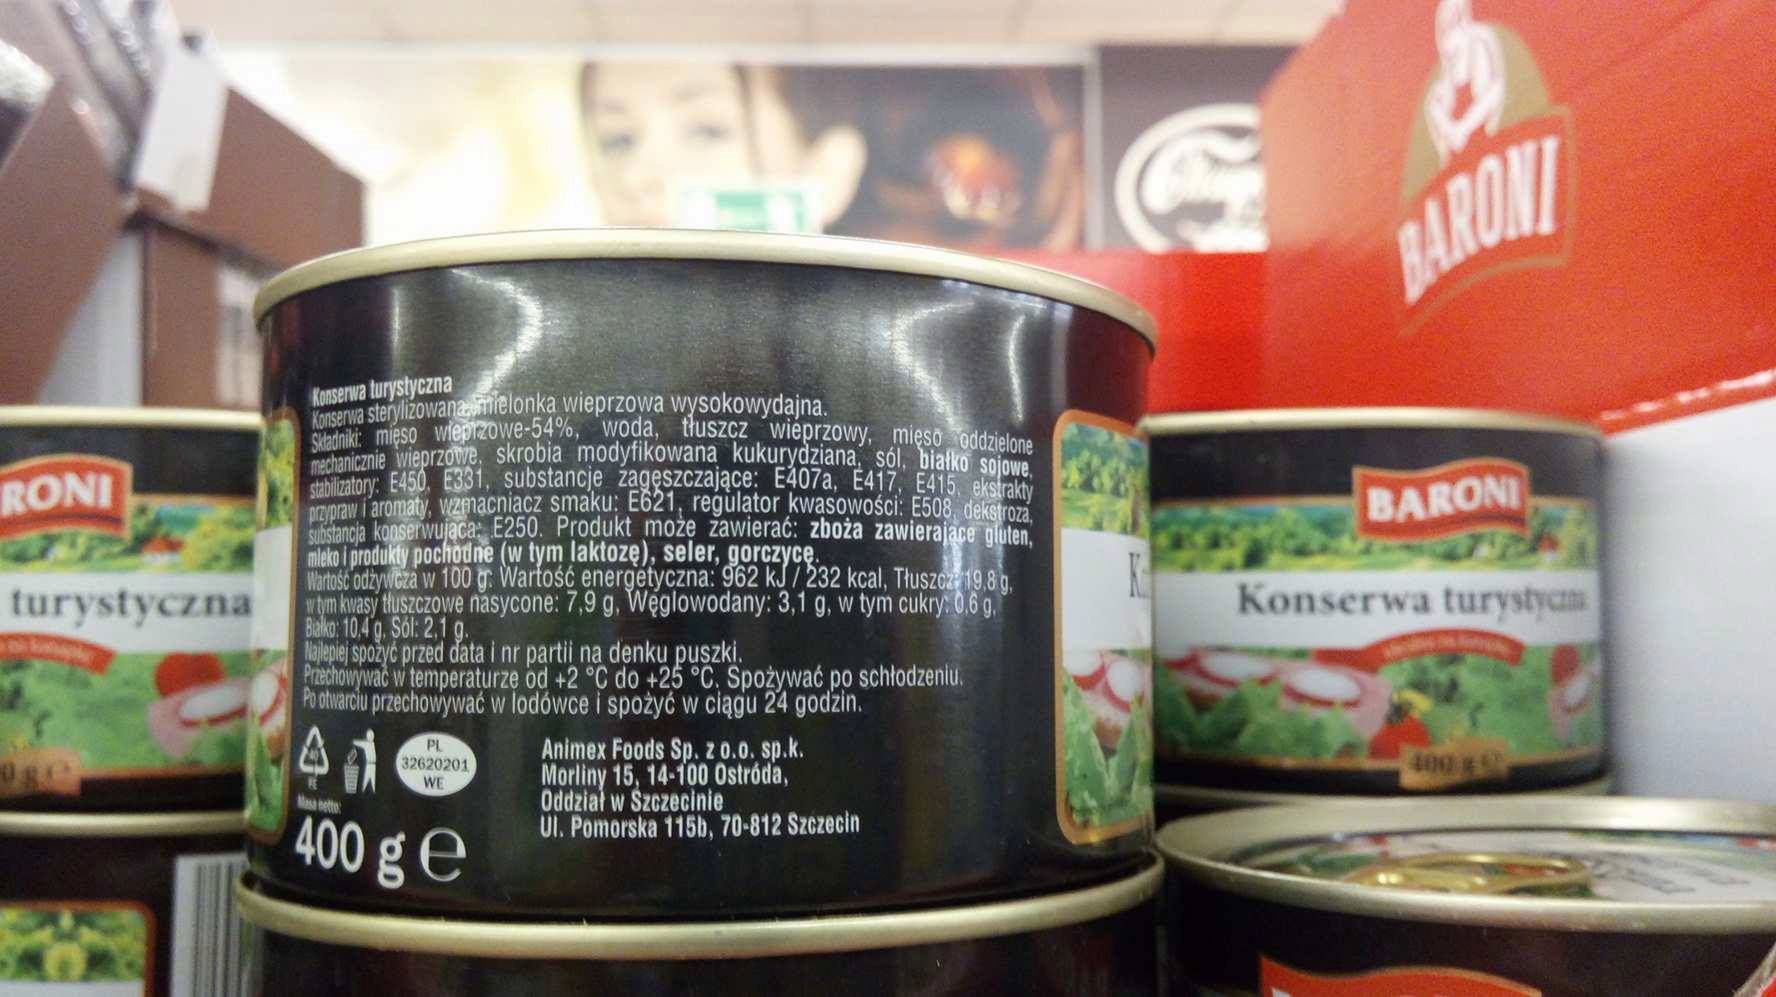 BARONI
Konserwa turystyczna
Konserwa sterylizowana, mielonka wieprzowa wysokowydajna.
Składniki: mięso wieprzowe-54%, woda, tłuszcz wieprzowy, mięso oddzielone
mechanicznie wieprzowe, skrobia modyfikowana kukurydziana, sól, białko sojowe,
stabilizatory: E450, E331, substancje zagęszczające: E407a, E417, E415, ekstrakty
przypraw i aromaty, wzmacniacz smaku: E621, regulator kwasowości: E508, dekstroza,
substancja konserwująca: E250. Produkt może zawierać: zboża zawierające gluten,
mleko i produkty pochodne (w tym laktozę), seler, gorczycę.
Wartość odżywcza w 100 g: Wartość energetyczna: 962 kJ / 232 kcal, Tłuszcz: 19,8 g,
w tym kwasy tłuszczowe nasycone: 7,9 g, Węglowodany: 3,1 g, w tym cukry: 0,6 g,
Białko: 10,4 g, Sól: 2,1 g.
Najlepiej spożyć przed data i nr partii na denku puszki.
Przechowywać w temperaturze od +2 °C do +25 °C. Spożywać po schłodzeniu.
Po otwarciu przechowywać w lodówce i spożyć w ciągu 24 godzin.
40
FE
PL
32620201
WE
Animex Foods Sp. z o.o. sp.k.
Morliny 15, 14-100 Ostróda,
Oddział w Szczecinie
Ul. Pomorska 115b, 70-812 Szczecin
Masa netto:
400 g e
RONI
turystyczna
0 g e
K
BARONI
Konserwa turystyczna
400 g e